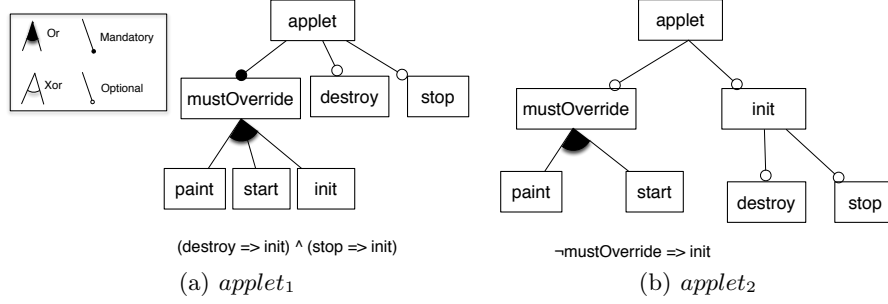 Or
Mandatory
Xor
Optional
applet
mustOverride
destroy
stop
paint
start
init
(destroy => init) ^ (stop => init)
(a) applet₁
applet
mustOverride
init
paint
start
destroy
stop
¬mustOverride => init
(b) applet₂